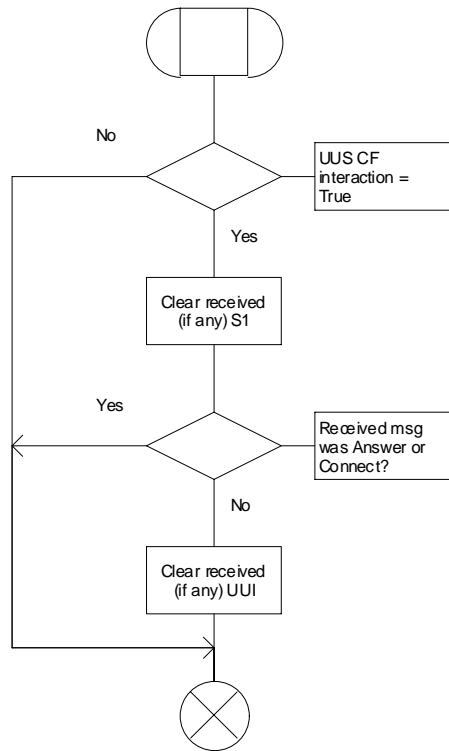 No
UUS CF
interaction =
True
Yes
Clear received
(if any) S1
Yes
Received msg
was Answer or
Connect?
No
Clear received
(if any) UUI